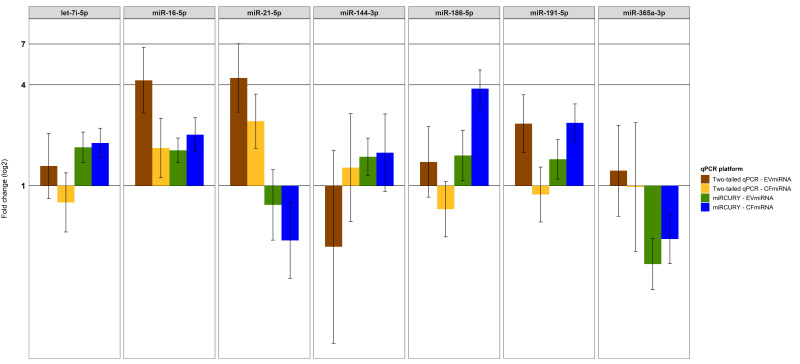 let-7i-5p miR-16-5p miR-21-5p miR-144-3p miR-186-5p miR-191-5p miR-365a-3p
7
4
1
Fold change (log2)
qPCR platform
Two-tailed qPCR - EVmiRNA
Two-tailed qPCR - CFmiRNA
miRCURY - EVmiRNA
miRCURY - CFmiRNA